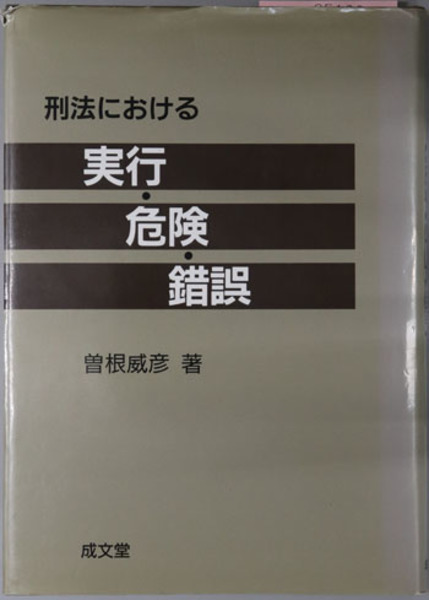 刑法における
実行
・
危険
・
錯誤
曽根威彦 著
成文堂